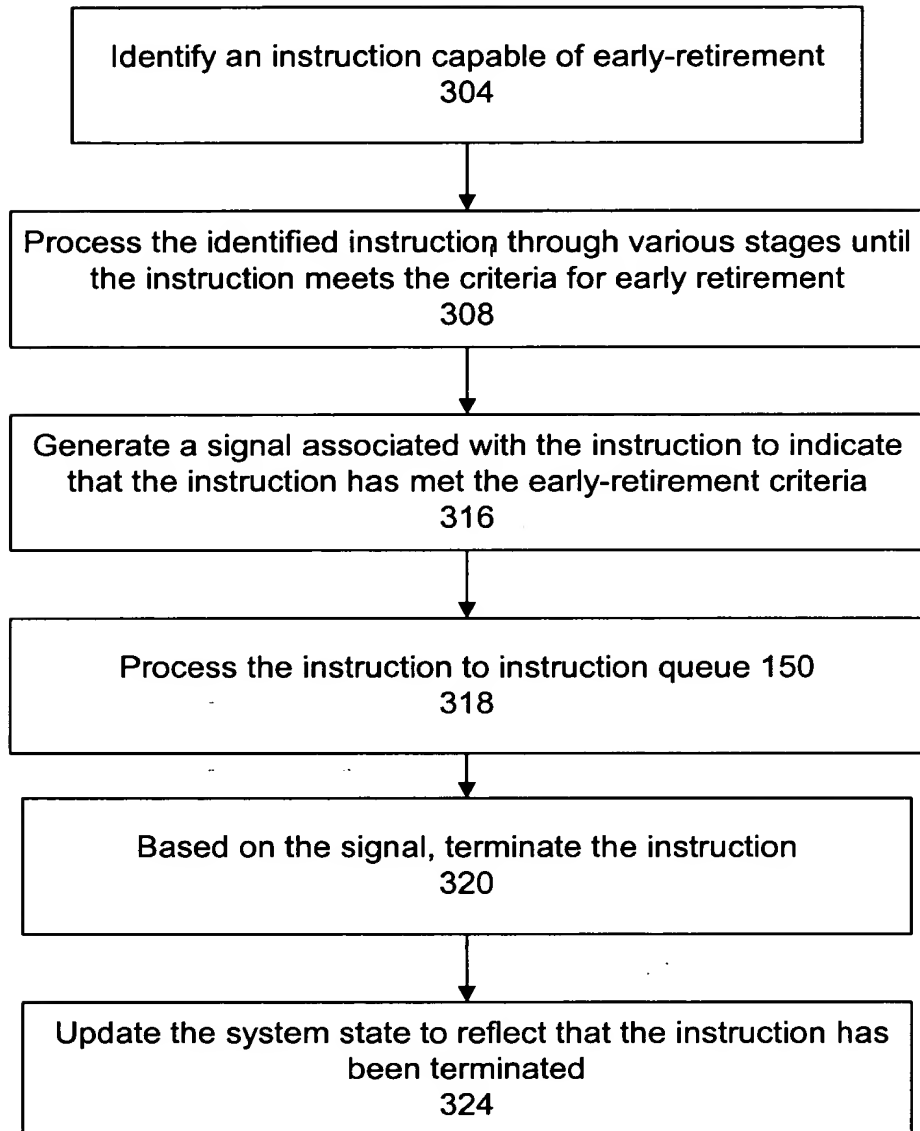 Identify an instruction capable of early-retirement
304
Process the identified instruction through various stages until
the instruction meets the criteria for early retirement
308
Generate a signal associated with the instruction to indicate
that the instruction has met the early-retirement criteria
316
Process the instruction to instruction queue 150
318
Based on the signal, terminate the instruction
320
Update the system state to reflect that the instruction has
been terminated
324